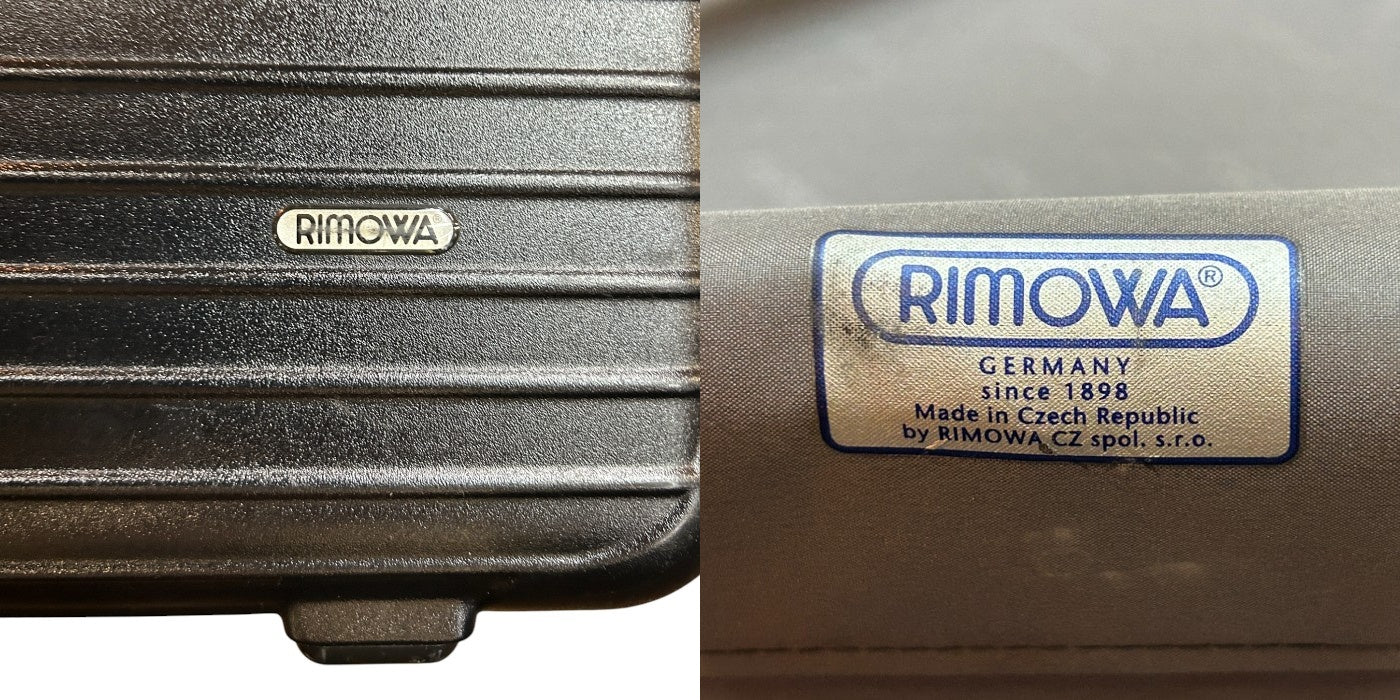 RIMOWA®
RIMOWA®
GERMANY
since 1898
Made in Czech Republic
by RIMOWA CZ spol. s.r.o.